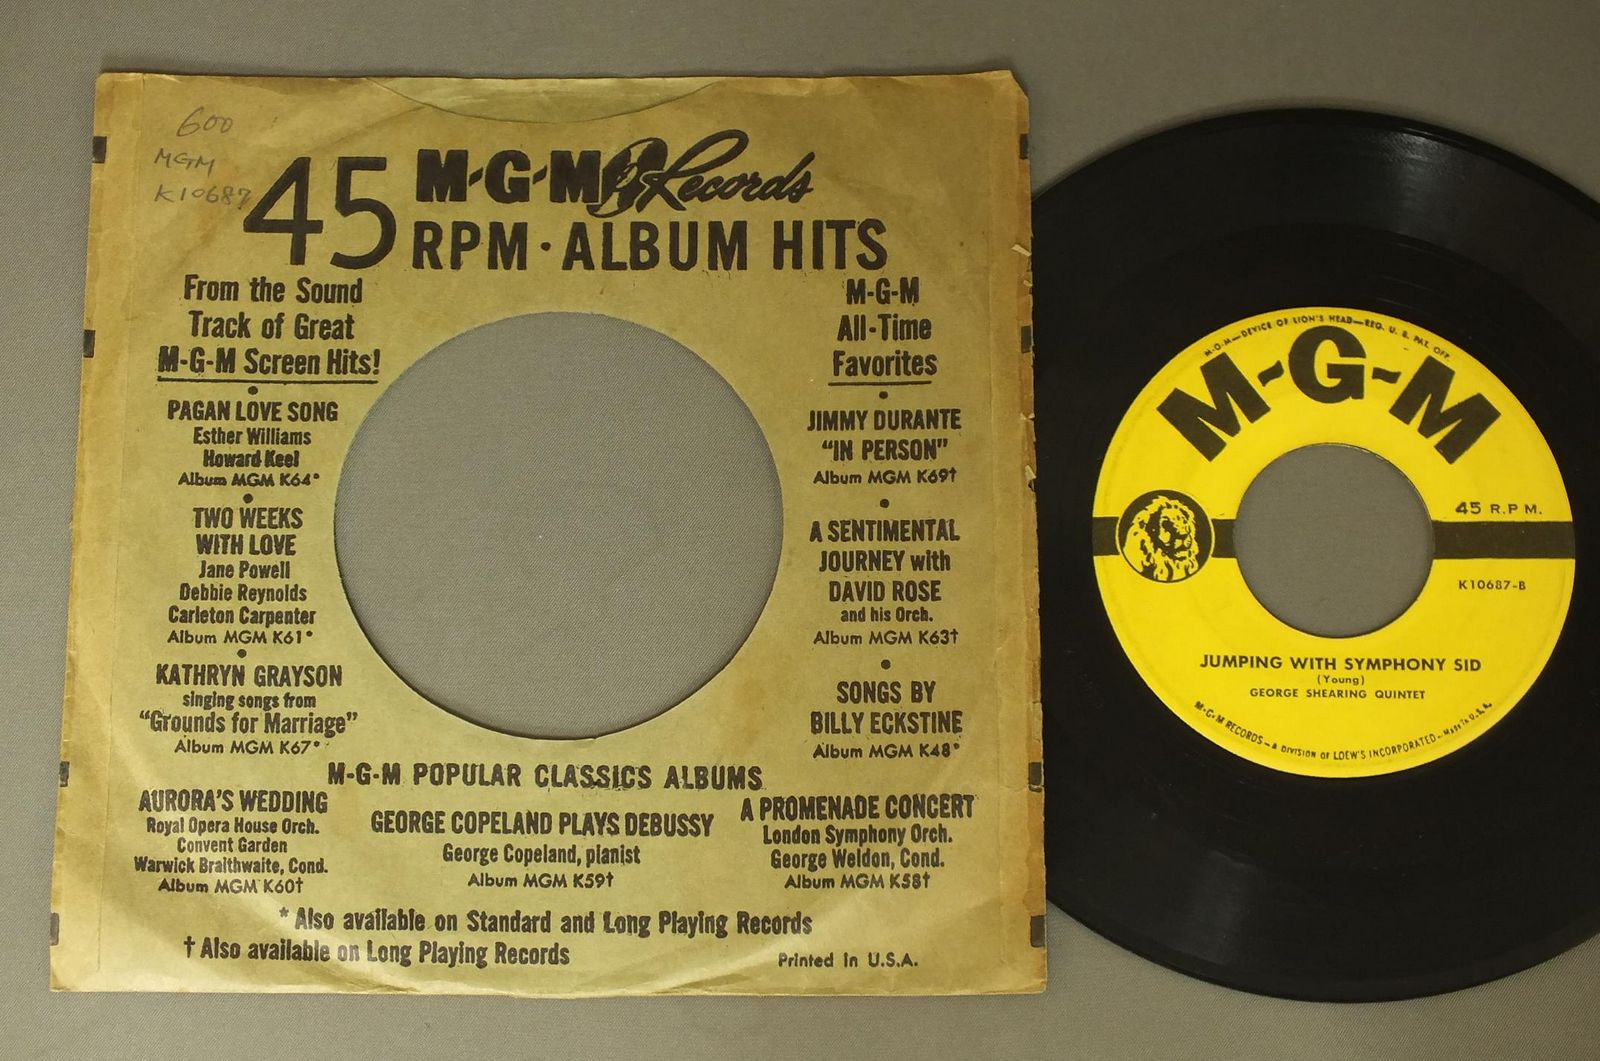 600
MGM
K10687
45 M-G-M Records
RPM · ALBUM HITS
From the Sound
Track of Great
M-G-M Screen Hits!
•
PAGAN LOVE SONG
Esther Williams
Howard Keel
Album MGM K64*
•
TWO WEEKS
WITH LOVE
Jane Powell
Debbie Reynolds
Carleton Carpenter
Album MGM K61*
•
KATHRYN GRAYSON
singing songs from
"Grounds for Marriage"
Album MGM K67*
M-G-M
All-Time
Favorites
•
JIMMY DURANTE
"IN PERSON"
Album MGM K69†
•
A SENTIMENTAL
JOURNEY with
DAVID ROSE
and his Orch.
Album MGM K63†
•
SONGS BY
BILLY ECKSTINE
Album MGM K48*
M-G-M POPULAR CLASSICS ALBUMS
AURORA'S WEDDING
Royal Opera House Orch.
Convent Garden
Warwick Braithwaite, Cond.
Album MGM K60†
GEORGE COPELAND PLAYS DEBUSSY
George Copeland, pianist
Album MGM K59†
A PROMENADE CONCERT
London Symphony Orch.
George Weldon, Cond.
Album MGM K58†
* Also available on Standard and Long Playing Records
† Also available on Long Playing Records
Printed in U.S.A.
M-G-M—DEVICE OF LION'S HEAD—REG. U. S. PAT. OFF.
M-G-M
45 R.P.M.
K10687-B
JUMPING WITH SYMPHONY SID
(Young)
GEORGE SHEARING QUINTET
M-G-M RECORDS—A DIVISION OF LOEW'S INCORPORATED—MADE IN U.S.A.